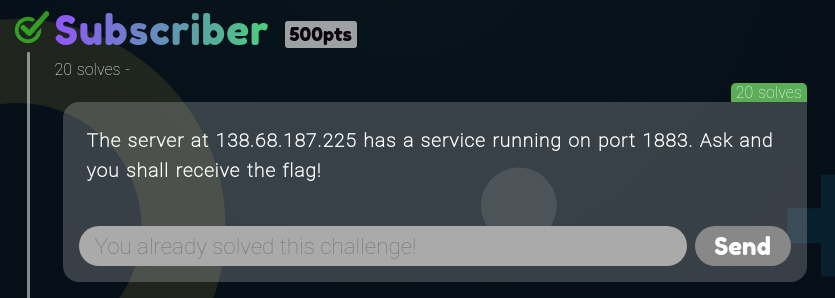 Subscriber 500pts
20 solves -
20 solves
The server at 138.68.187.225 has a service running on port 1883. Ask and
you shall receive the flag!
You already solved this challenge! Send